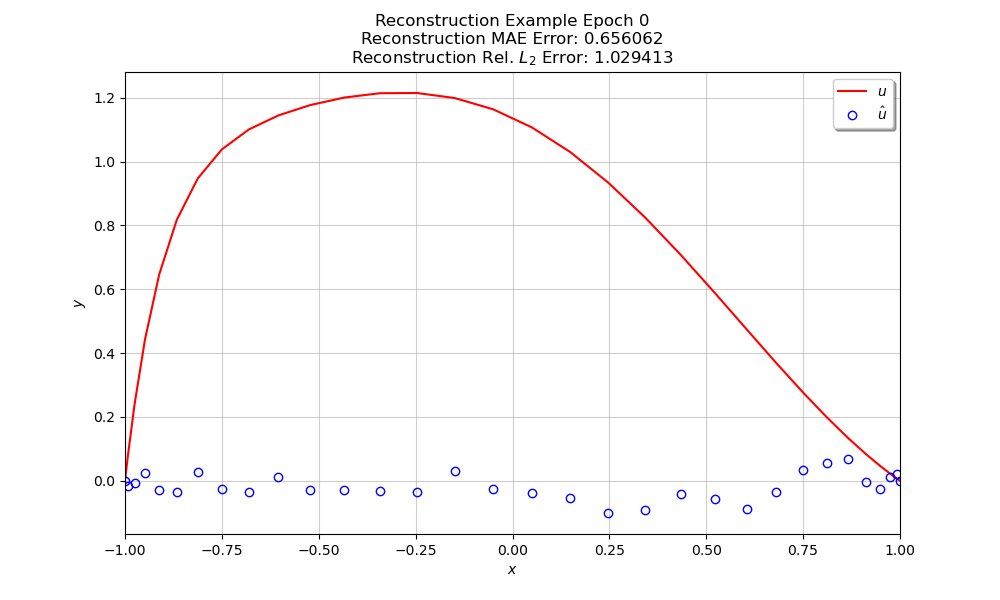 Reconstruction Example Epoch 0
Reconstruction MAE Error: 0.656062
Reconstruction Rel. $L_2$ Error: 1.029413
u
û
y
1.2
1.0
0.8
0.6
0.4
0.2
0.0
−1.00 −0.75 −0.50 −0.25 0.00 0.25 0.50 0.75 1.00
x